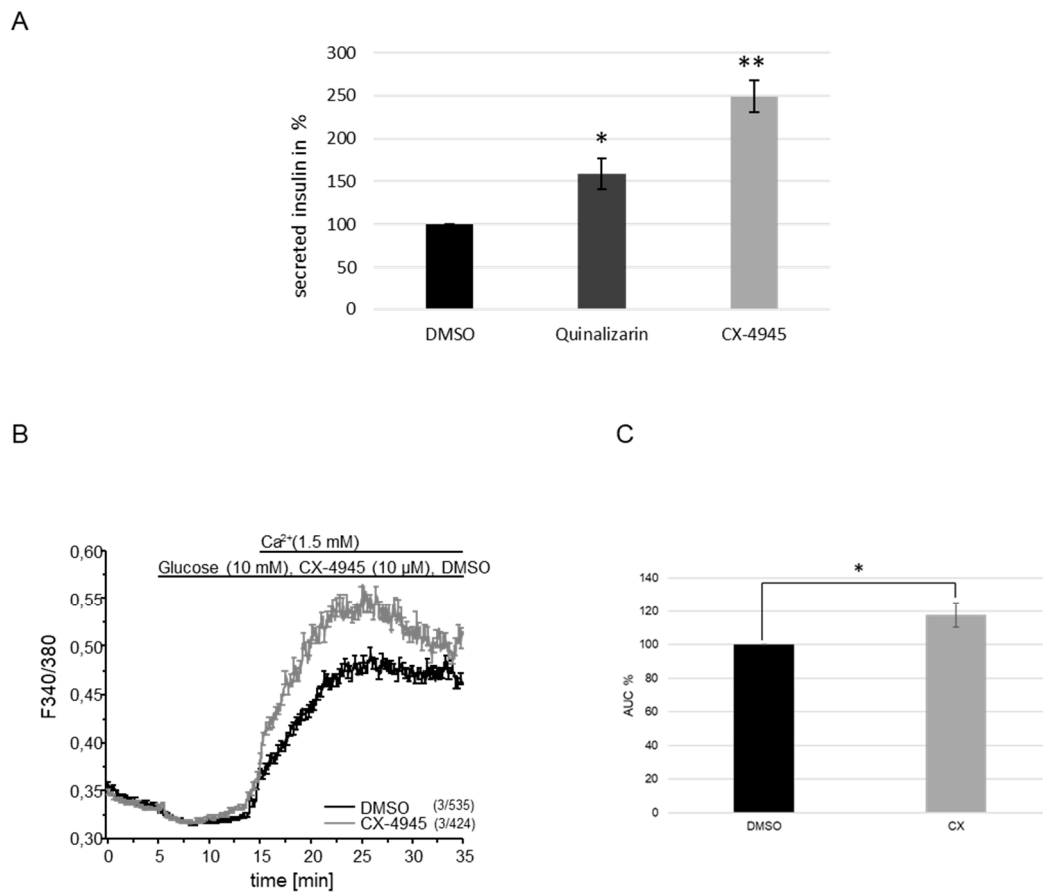 A
300
250
200
150
100
50
0
secreted insulin in %
*
**
DMSO Quinalizarin CX-4945
B
Ca²⁺(1.5 mM)
Glucose (10 mM), CX-4945 (10 µM), DMSO
0,60
0,55
0,50
0,45
0,40
0,35
0,30
F340/380
DMSO (3/535)
CX-4945 (3/424)
0 5 10 15 20 25 30 35
time [min]
C
*
140
120
100
80
60
40
20
0
AUC %
DMSO CX